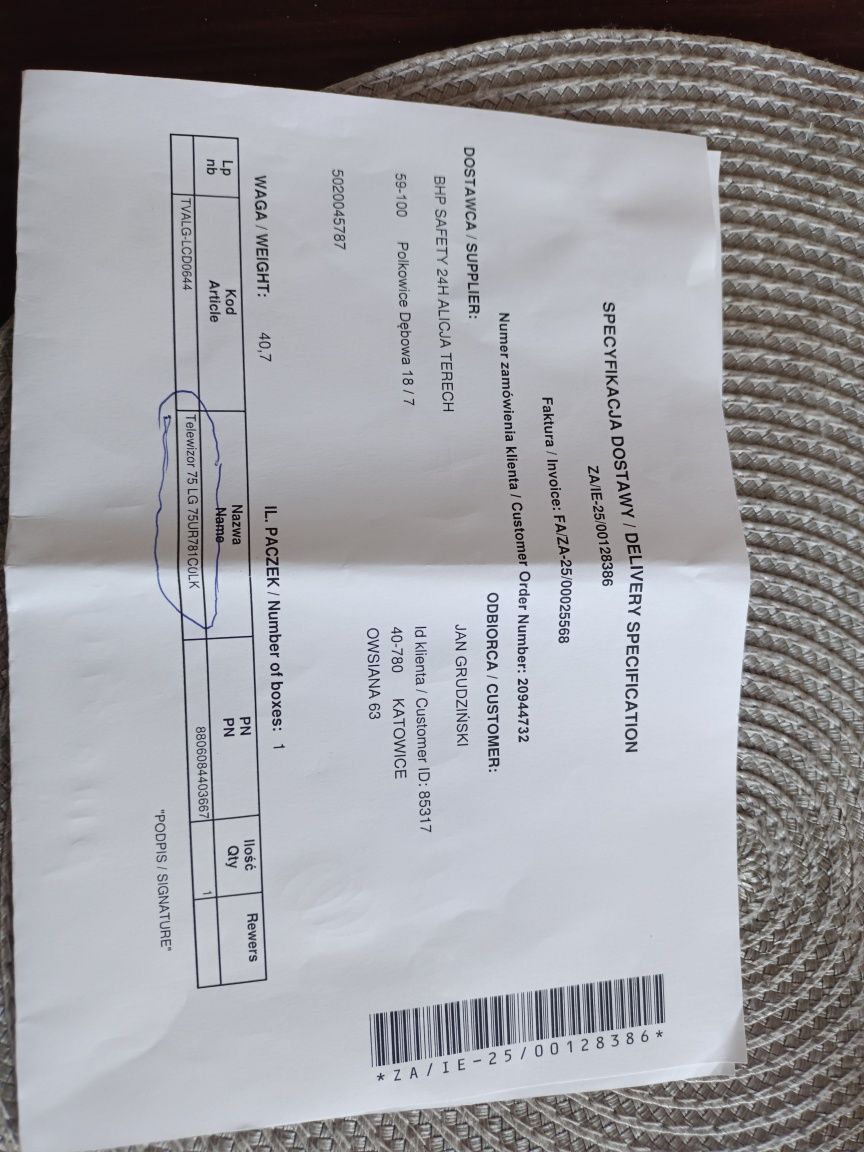 SPECYFIKACJA DOSTAWY / DELIVERY SPECIFICATION
ZA/IE-25/00128386
Faktura / Invoice: FA/ZA-25/00025568
Numer zamówienia klienta / Customer Order Number: 20944732
DOSTAWCA / SUPPLIER:
BHP SAFETY 24H ALICJA TERECH
59-100 Polkowice Dębowa 18 / 7
5020045787
ODBIORCA / CUSTOMER:
JAN GRUDZIŃSKI
Id klienta / Customer ID: 85317
40-780 KATOWICE
OWSIANA 63
*ZA/IE-25/00128386*
WAGA / WEIGHT: 40,7 IL. PACZEK / Number of boxes: 1
Lp Kod Nazwa PN Ilość Rewers
nb Article Name PN Qty
TVALG-LCD0644 Telewizor 75 LG 75UR781C0LK 8806084403667 1
"PODPIS / SIGNATURE"